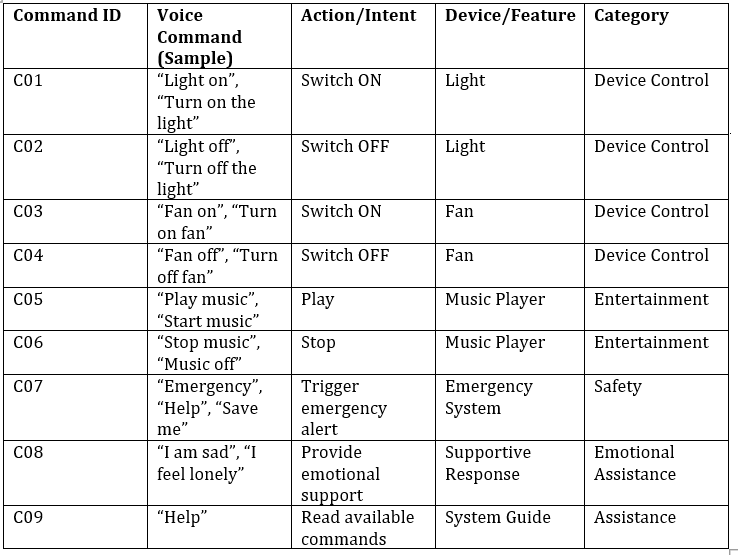 Command ID Voice Command (Sample) Action/Intent Device/Feature Category
C01 “Light on”, “Turn on the light” Switch ON Light Device Control
C02 “Light off”, “Turn off the light” Switch OFF Light Device Control
C03 “Fan on”, “Turn on fan” Switch ON Fan Device Control
C04 “Fan off”, “Turn off fan” Switch OFF Fan Device Control
C05 “Play music”, “Start music” Play Music Player Entertainment
C06 “Stop music”, “Music off” Stop Music Player Entertainment
C07 “Emergency”, “Help”, “Save me” Trigger emergency alert Emergency System Safety
C08 “I am sad”, “I feel lonely” Provide emotional support Supportive Response Emotional Assistance
C09 “Help” Read available commands System Guide Assistance